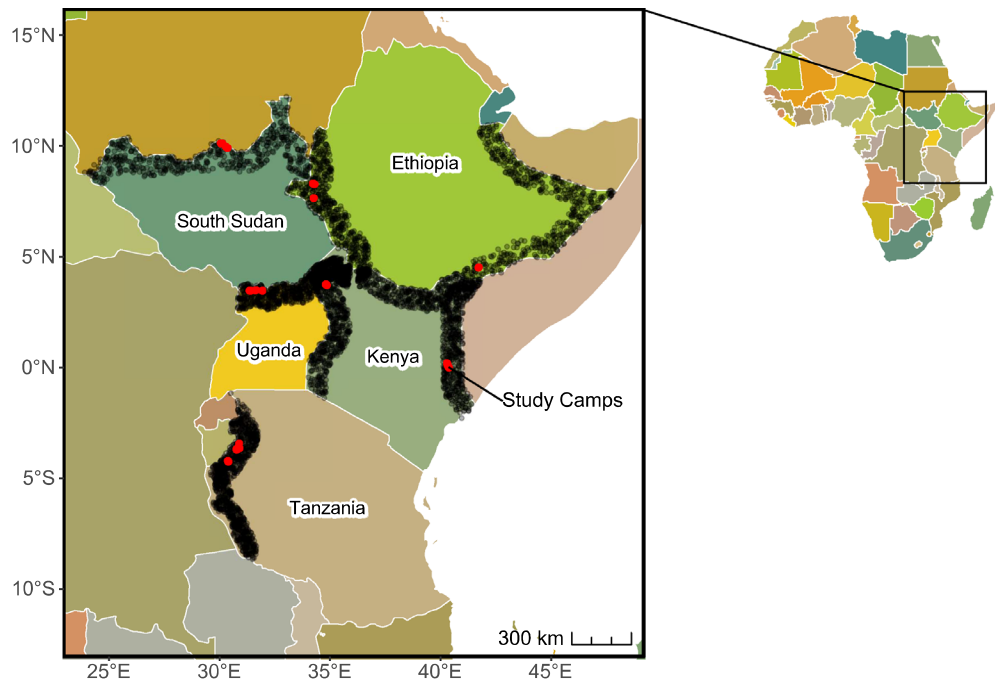 15°N
10°N
5°N
0°N
5°S
10°S
Ethiopia
South Sudan
Uganda
Kenya
Study Camps
Tanzania
300 km
25°E
30°E
35°E
40°E
45°E